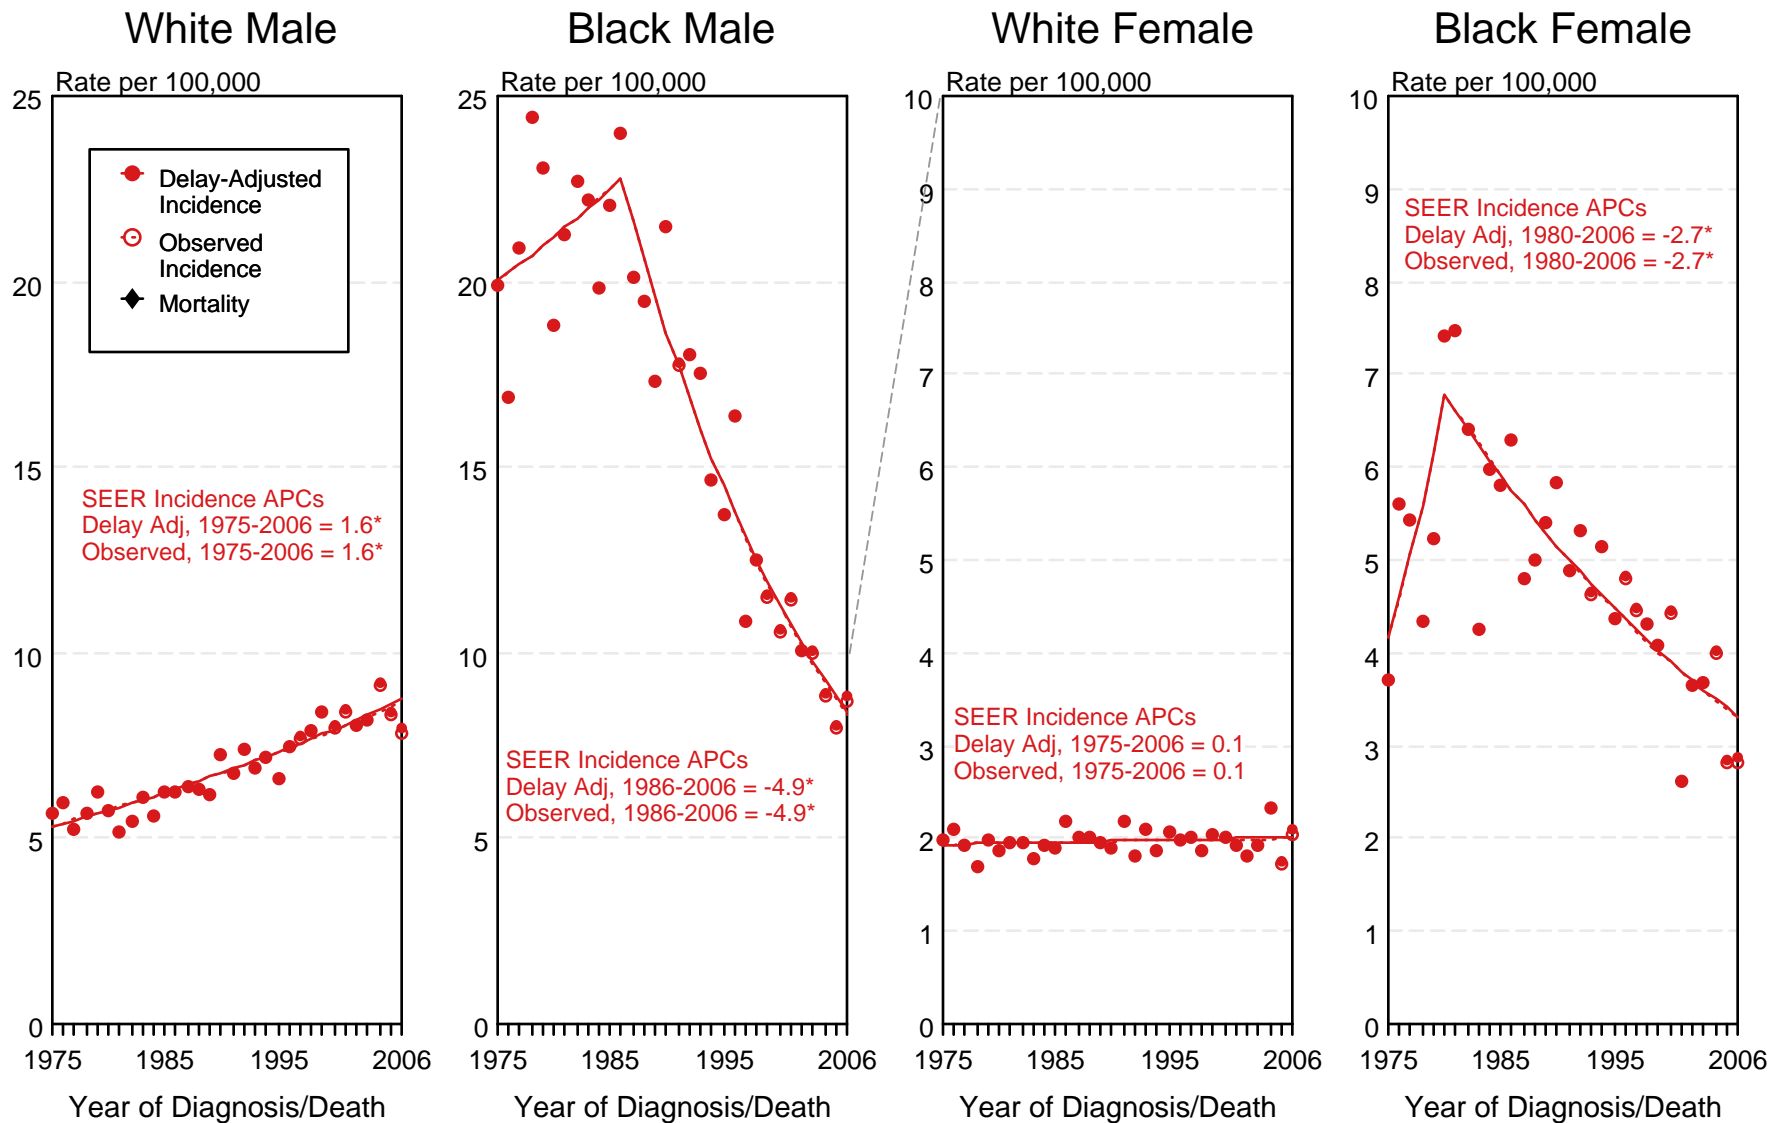 White Male
Black Male
White Female
Black Female
Rate per 100,000
Rate per 100,000
Rate per 100,000
Rate per 100,000
25
20
15
10
5
0
Delay-Adjusted
Incidence
Observed
Incidence
Mortality
SEER Incidence APCs
Delay Adj, 1975-2006 = 1.6*
Observed, 1975-2006 = 1.6*
1975
1985
1995
2006
Year of Diagnosis/Death
25
20
15
10
5
0
SEER Incidence APCs
Delay Adj, 1986-2006 = -4.9*
Observed, 1986-2006 = -4.9*
1975
1985
1995
2006
Year of Diagnosis/Death
10
9
8
7
6
5
4
3
2
1
0
SEER Incidence APCs
Delay Adj, 1975-2006 = 0.1
Observed, 1975-2006 = 0.1
1975
1985
1995
2006
Year of Diagnosis/Death
10
9
8
7
6
5
4
3
2
1
0
SEER Incidence APCs
Delay Adj, 1980-2006 = -2.7*
Observed, 1980-2006 = -2.7*
1975
1985
1995
2006
Year of Diagnosis/Death